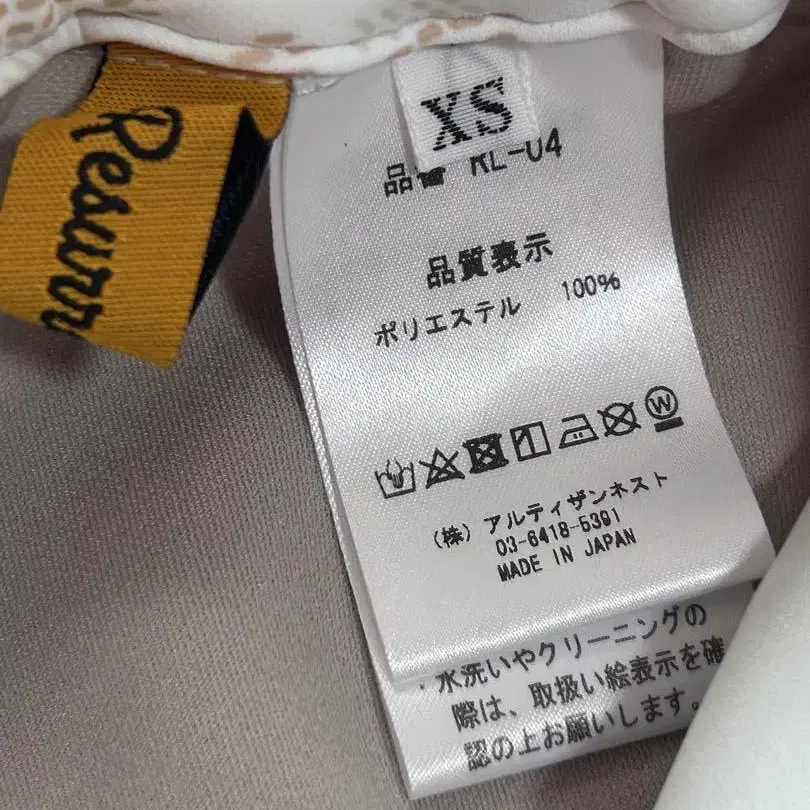 Resurr
XS
品番 RL-04
品質表示
ポリエステル 100%
W
(株) アルティザンネスト
03-6418-5391
MADE IN JAPAN
・水洗いやクリーニングの
際は、取扱い絵表示を確
認の上お願いします。